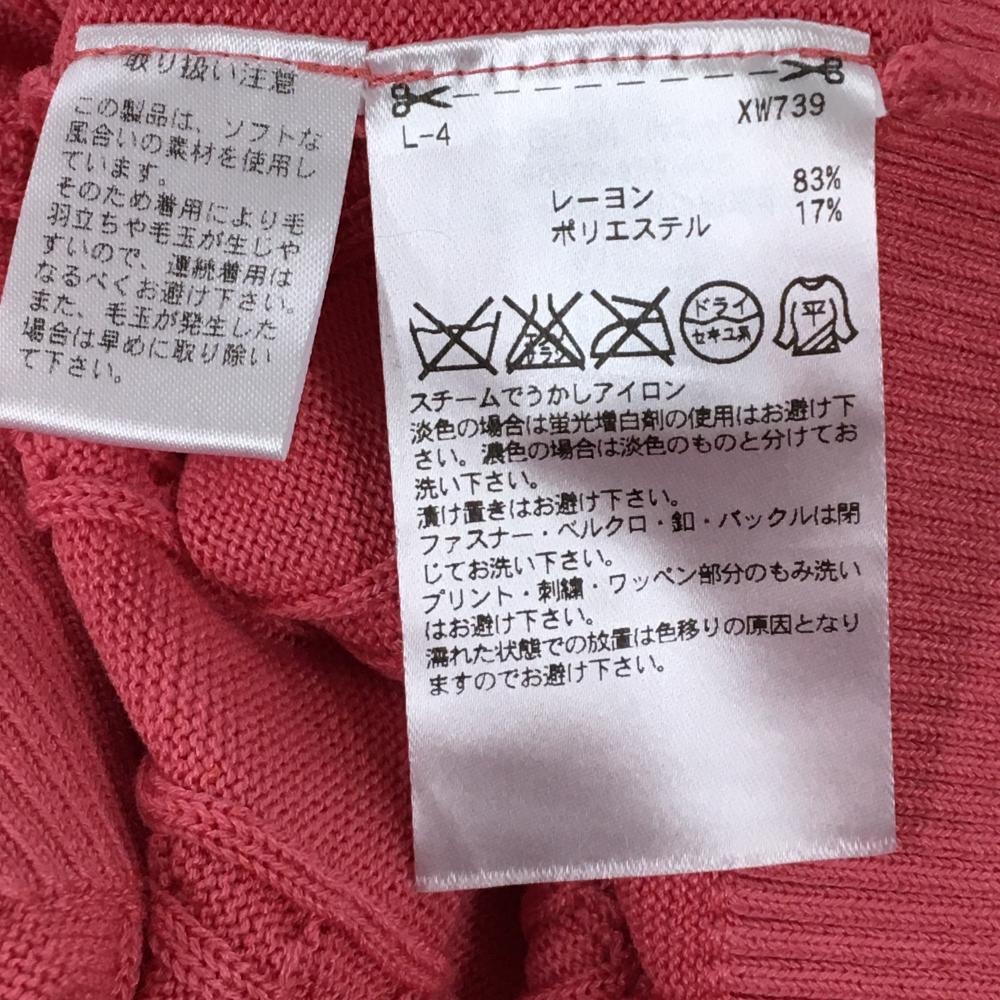 取り扱い注意
この製品は、ソフトな
風合いの素材を使用し
ています。
そのため着用により毛
羽立ちや毛玉が生じや
すいので、連続着用は
なるべくお避け下さい。
また、毛玉が発生した
場合は早めに取り除い
て下さい。
L-4
XW739
レーヨン 83%
ポリエステル 17%
ドライ
セキユ系
平
スチームでうかしアイロン
淡色の場合は蛍光増白剤の使用はお避け下
さい。濃色の場合は淡色のものと分けてお
洗い下さい。
漬け置きはお避け下さい。
ファスナー・ベルクロ・釦・バックルは閉
じてお洗い下さい。
プリント・刺繍・ワッペン部分のもみ洗い
はお避け下さい。
濡れた状態での放置は色移りの原因となり
ますのでお避け下さい。